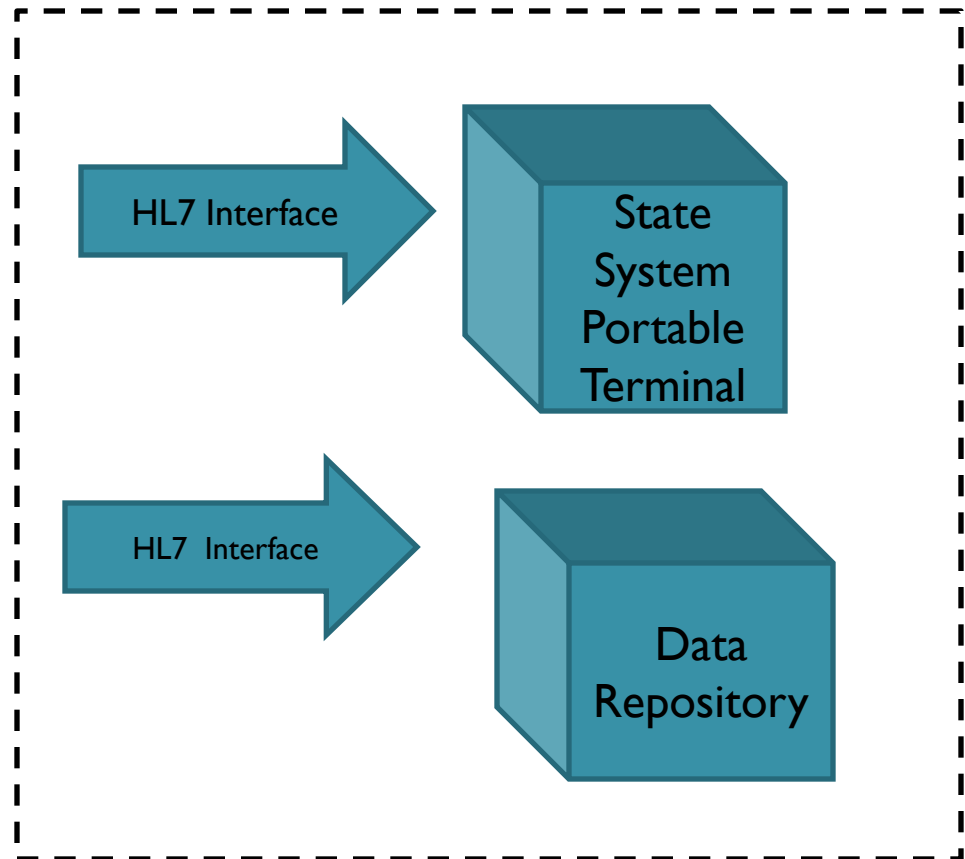 HL7 Interface
State
System
Portable
Terminal
HL7  Interface
Data
Repository